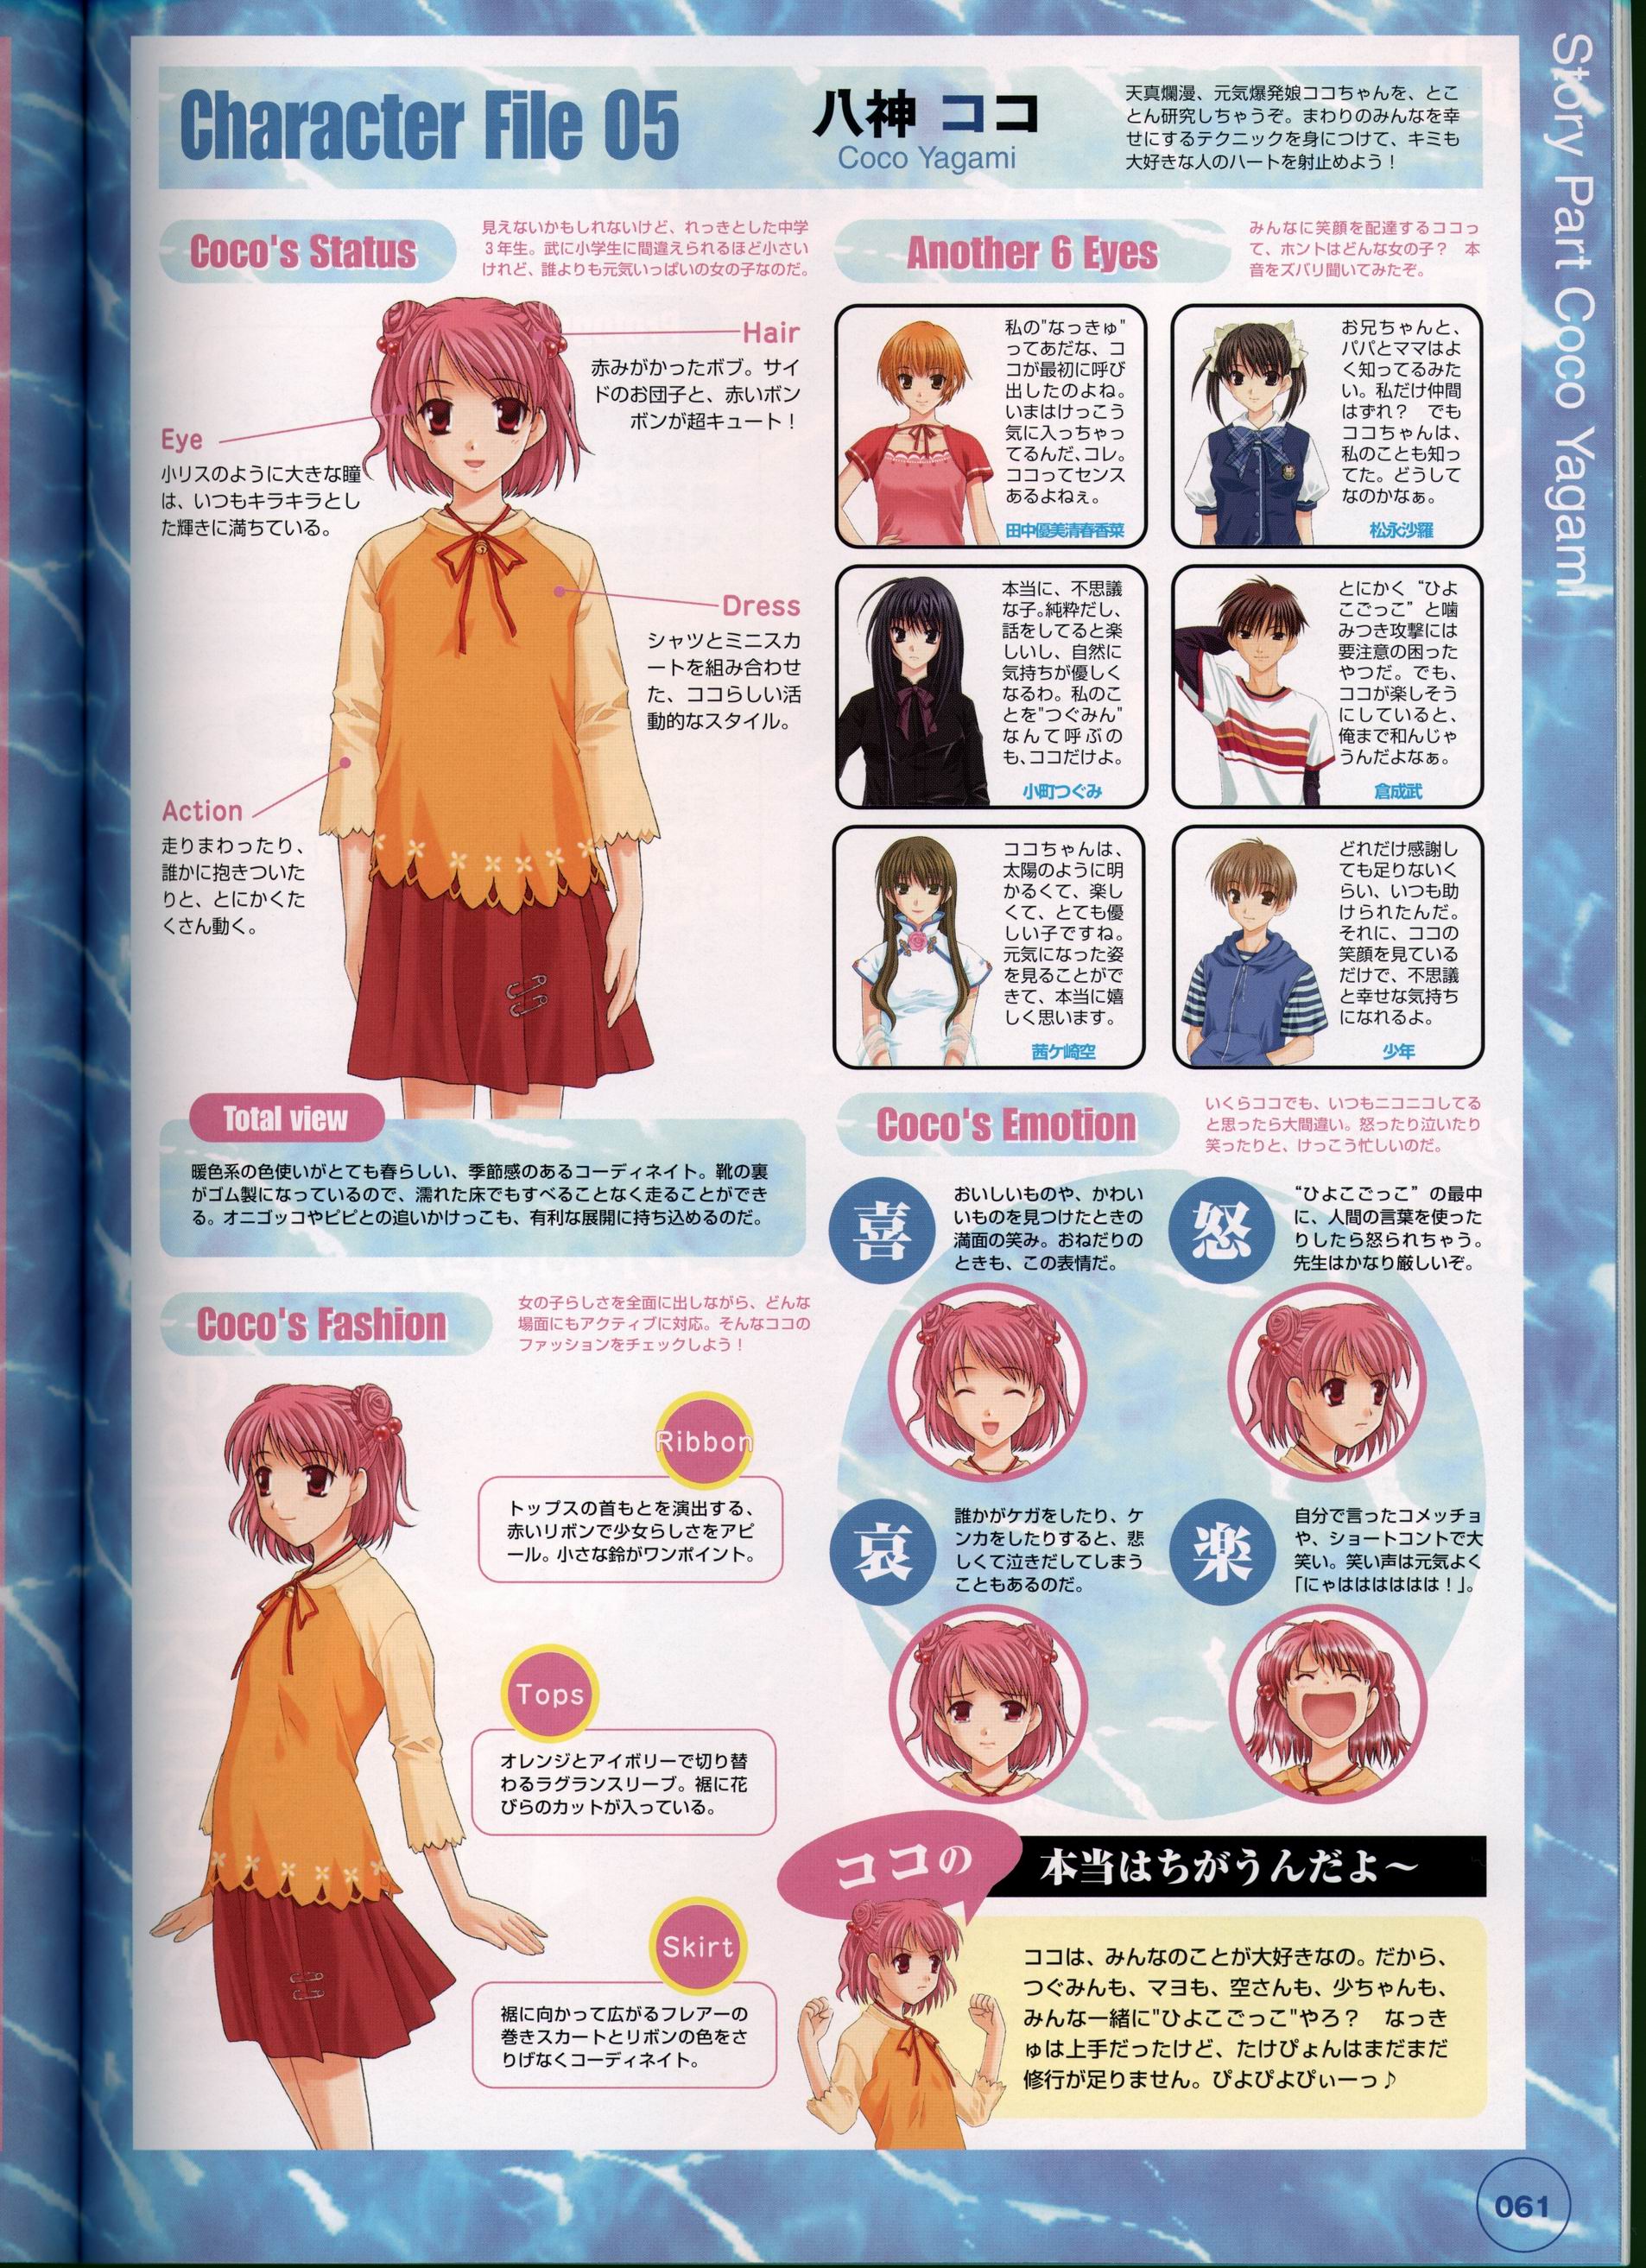 Character File 05
八神 ココ
Coco Yagami
天真爛漫、元気爆発娘ココちゃんを、とこ
とん研究しちゃうぞ。まわりのみんなを幸
せにするテクニックを身につけて、キミも
大好きな人のハートを射止めよう！
Story Part Coco Yagami
Coco's Status
見えないかもしれないけど、れっきとした中学
3年生。武に小学生に間違えられるほど小さい
けれど、誰よりも元気いっぱいの女の子なのだ。
Hair
赤みがかったボブ。サイ
ドのお団子と、赤いボン
ボンが超キュート！
Eye
小リスのように大きな瞳
は、いつもキラキラとし
た輝きに満ちている。
Dress
シャツとミニスカ
ートを組み合わせ
た、ココらしい活
動的なスタイル。
Action
走りまわったり、
誰かに抱きついた
りと、とにかくた
くさん動く。
Total view
暖色系の色使いがとても春らしい、季節感のあるコーディネイト。靴の裏
がゴム製になっているので、濡れた床でもすべることなく走ることができ
る。オニゴッコやピピとの追いかけっこも、有利な展開に持ち込めるのだ。
Coco's Fashion
女の子らしさを全面に出しながら、どんな
場面にもアクティブに対応。そんなココの
ファッションをチェックしよう！
Ribbon
トップスの首もとを演出する、
赤いリボンで少女らしさをアピ
ール。小さな鈴がワンポイント。
Tops
オレンジとアイボリーで切り替
わるラグランスリーブ。裾に花
びらのカットが入っている。
Skirt
裾に向かって広がるフレアーの
巻きスカートとリボンの色をさ
りげなくコーディネイト。
Another 6 Eyes
みんなに笑顔を配達するココっ
て、ホントはどんな女の子？ 本
音をズバリ聞いてみたぞ。
私の"なっきゅ"
ってあだな、コ
コが最初に呼び
出したのよね。
いまはけっこう
気に入っちゃっ
てるんだ、コレ。
ココってセンス
あるよねぇ。
田中優美清春香菜
お兄ちゃんと、
パパとママはよ
く知ってるみた
い。私だけ仲間
はずれ？ でも
ココちゃんは、
私のことも知っ
てた。どうして
なのかなぁ。
松永沙羅
本当に、不思議
な子。純粋だし、
話をしてると楽
しいし、自然に
気持ちが優しく
なるわ。私のこ
とを"つぐみん"
なんて呼ぶの
も、ココだけよ。
小町つぐみ
とにかく“ひよ
こごっこ”と噛
みつき攻撃には
要注意の困った
やつだ。でも、
ココが楽しそう
にしていると、
俺まで和んじゃ
うんだよなぁ。
倉成武
ココちゃんは、
太陽のように明
かるくて、楽し
くて、とても優
しい子ですね。
元気になった姿
を見ることがで
きて、本当に嬉
しく思います。
茜ケ崎空
どれだけ感謝し
ても足りないく
らい、いつも助
けられたんだ。
それに、ココの
笑顔を見ている
だけで、不思議
と幸せな気持ち
になれるよ。
少年
Coco's Emotion
いくらココでも、いつもニコニコしてる
と思ったら大間違い。怒ったり泣いたり
笑ったりと、けっこう忙しいのだ。
喜
おいしいものや、かわい
いものを見つけたときの
満面の笑み。おねだりの
ときも、この表情だ。
怒
“ひよこごっこ”の最中
に、人間の言葉を使った
りしたら怒られちゃう。
先生はかなり厳しいぞ。
哀
誰かがケガをしたり、ケ
ンカをしたりすると、悲
しくて泣きだしてしまう
こともあるのだ。
楽
自分で言ったコメッチョ
や、ショートコントで大
笑い。笑い声は元気よく
「にゃはははははは！」。
ココの
本当はちがうんだよ～
ココは、みんなのことが大好きなの。だから、
つぐみんも、マヨも、空さんも、少ちゃんも、
みんな一緒に"ひよこごっこ"やろ？ なっき
ゅは上手だったけど、たけぴょんはまだまだ
修行が足りません。ぴよぴよぴぃーっ♪
061